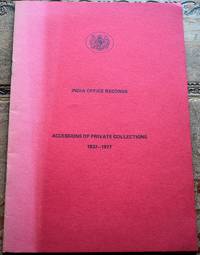 INDIA OFFICE RECORDS
ACCESSIONS OF PRIVATE COLLECTIONS
1937-1977